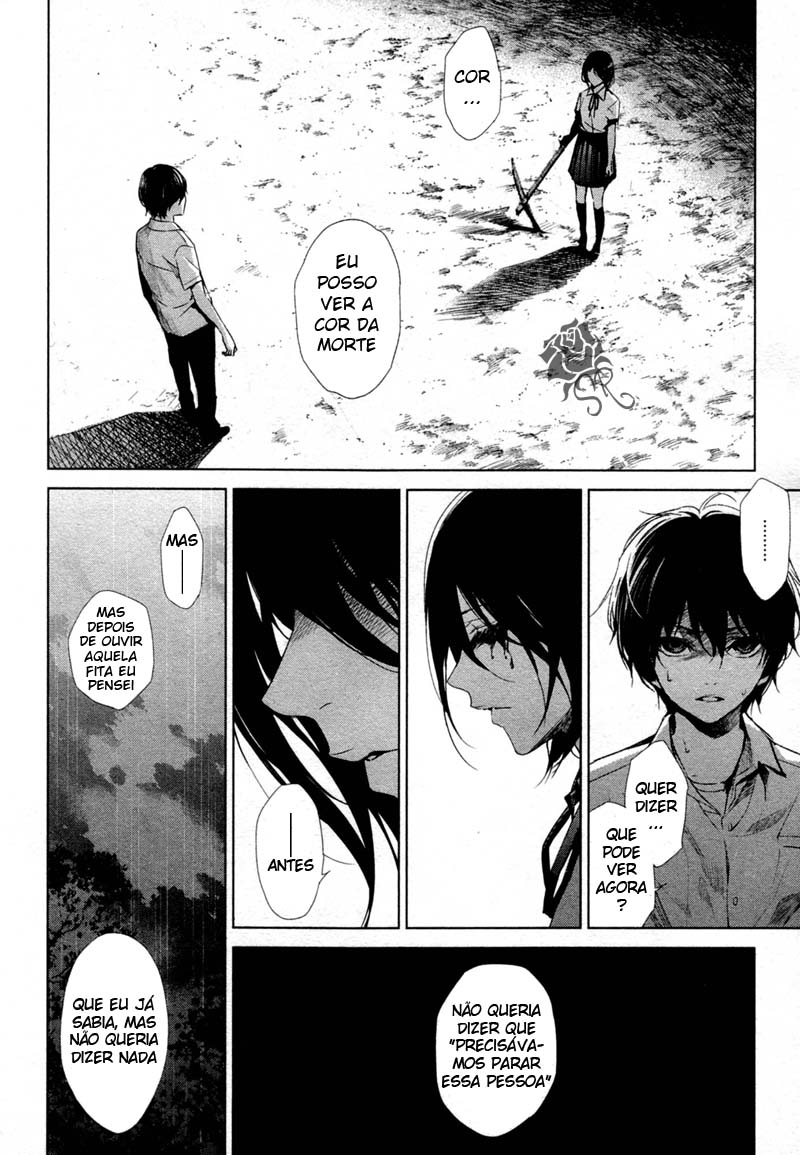 COR
...
EU
POSSO
VER A
COR DA
MORTE
.........
QUER
DIZER
...
QUE
PODE
VER
AGORA
?
ANTES
MAS
MAS
DEPOIS
DE OUVIR
AQUELA
FITA EU
PENSEI
QUE EU JÁ
SABIA, MAS
NÃO QUERIA
DIZER NADA
NÃO QUERIA
DIZER QUE
"PRECISÁVA-
MOS PARAR
ESSA PESSOA"